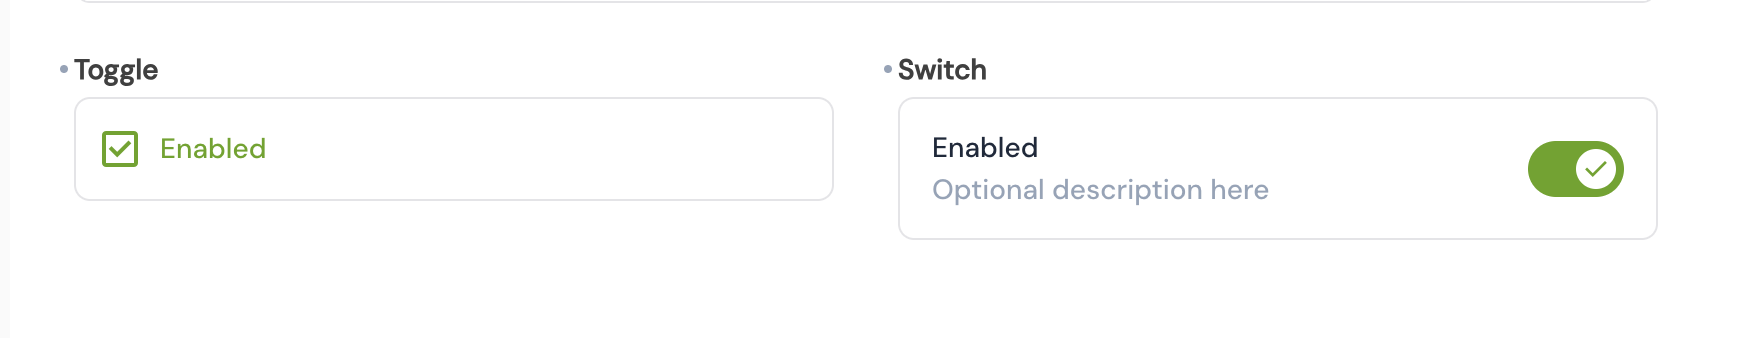 Toggle
Enabled
Switch
Enabled
Optional description here